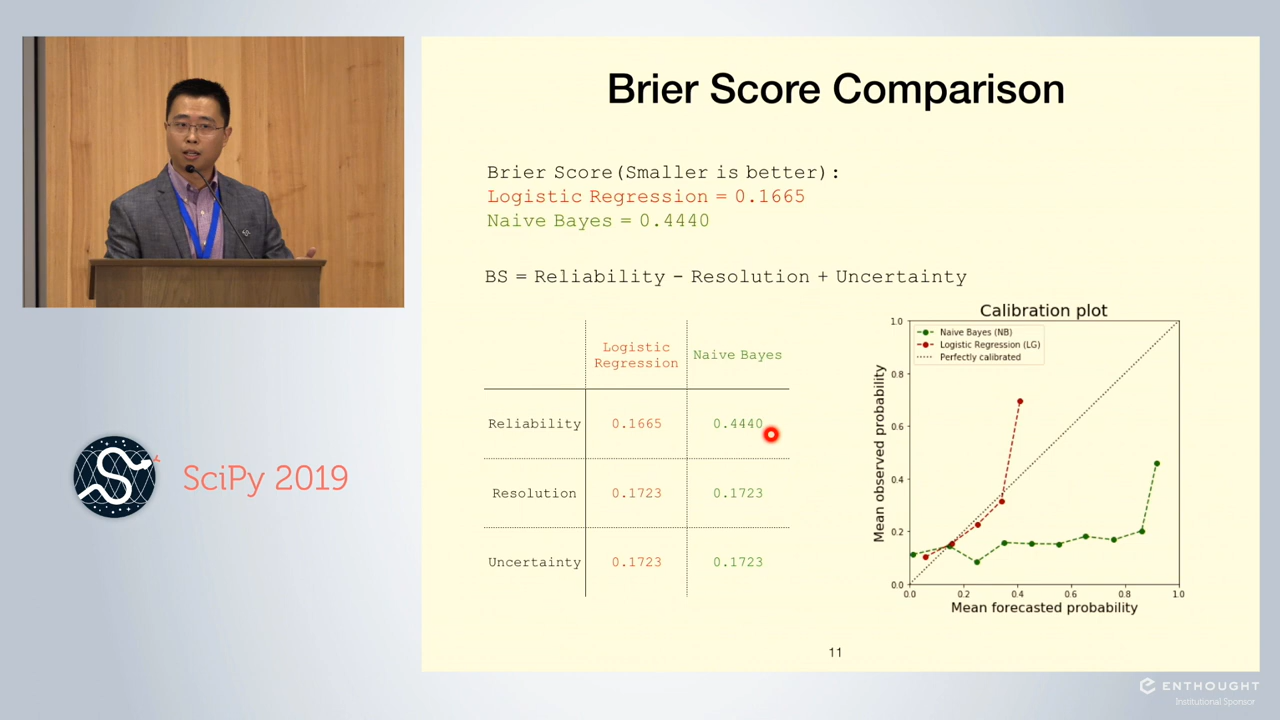 Brier Score Comparison
Brier Score(Smaller is better):
Logistic Regression = 0.1665
Naive Bayes = 0.4440
BS = Reliability - Resolution + Uncertainty
Logistic
Regression
Naive Bayes
Reliability 0.1665 0.4440
Resolution 0.1723 0.1723
Uncertainty 0.1723 0.1723
Calibration plot
Naive Bayes (NB)
Logistic Regression (LG)
Perfectly calibrated
Mean observed probability
1.0
0.8
0.6
0.4
0.2
0.0
0.0 0.2 0.4 0.6 0.8 1.0
Mean forecasted probability
11
SciPy 2019
ENTHOUGHT
Institutional Sponsor